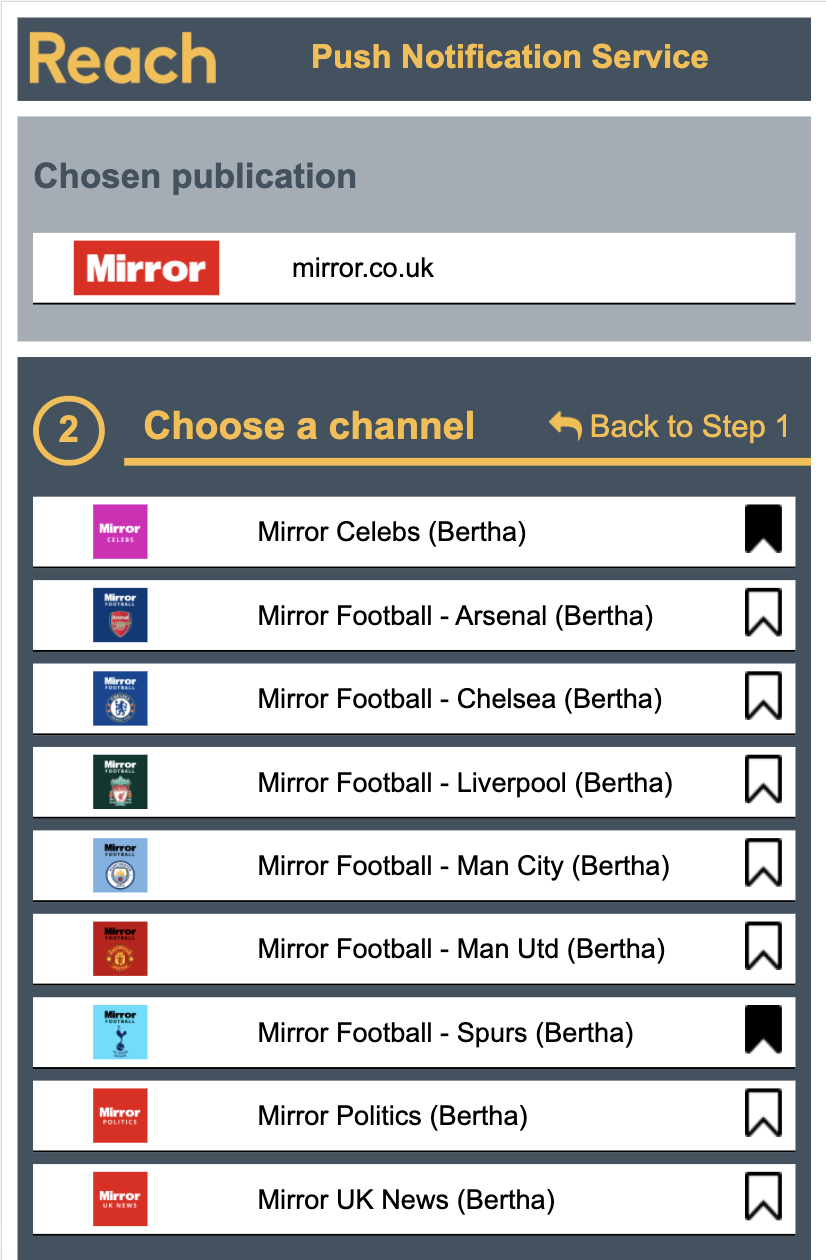 Reach
Push Notification Service
Chosen publication
Mirror
mirror.co.uk
2
Choose a channel
Back to Step 1
Mirror
CELEBS
Mirror Celebs (Bertha)
Mirror
FOOTBALL
Arsenal
Mirror Football - Arsenal (Bertha)
Mirror
FOOTBALL
Mirror Football - Chelsea (Bertha)
Mirror
FOOTBALL
Mirror Football - Liverpool (Bertha)
Mirror
FOOTBALL
Mirror Football - Man City (Bertha)
Mirror
FOOTBALL
Mirror Football - Man Utd (Bertha)
Mirror
FOOTBALL
Mirror Football - Spurs (Bertha)
Mirror
POLITICS
Mirror Politics (Bertha)
Mirror
UK NEWS
Mirror UK News (Bertha)